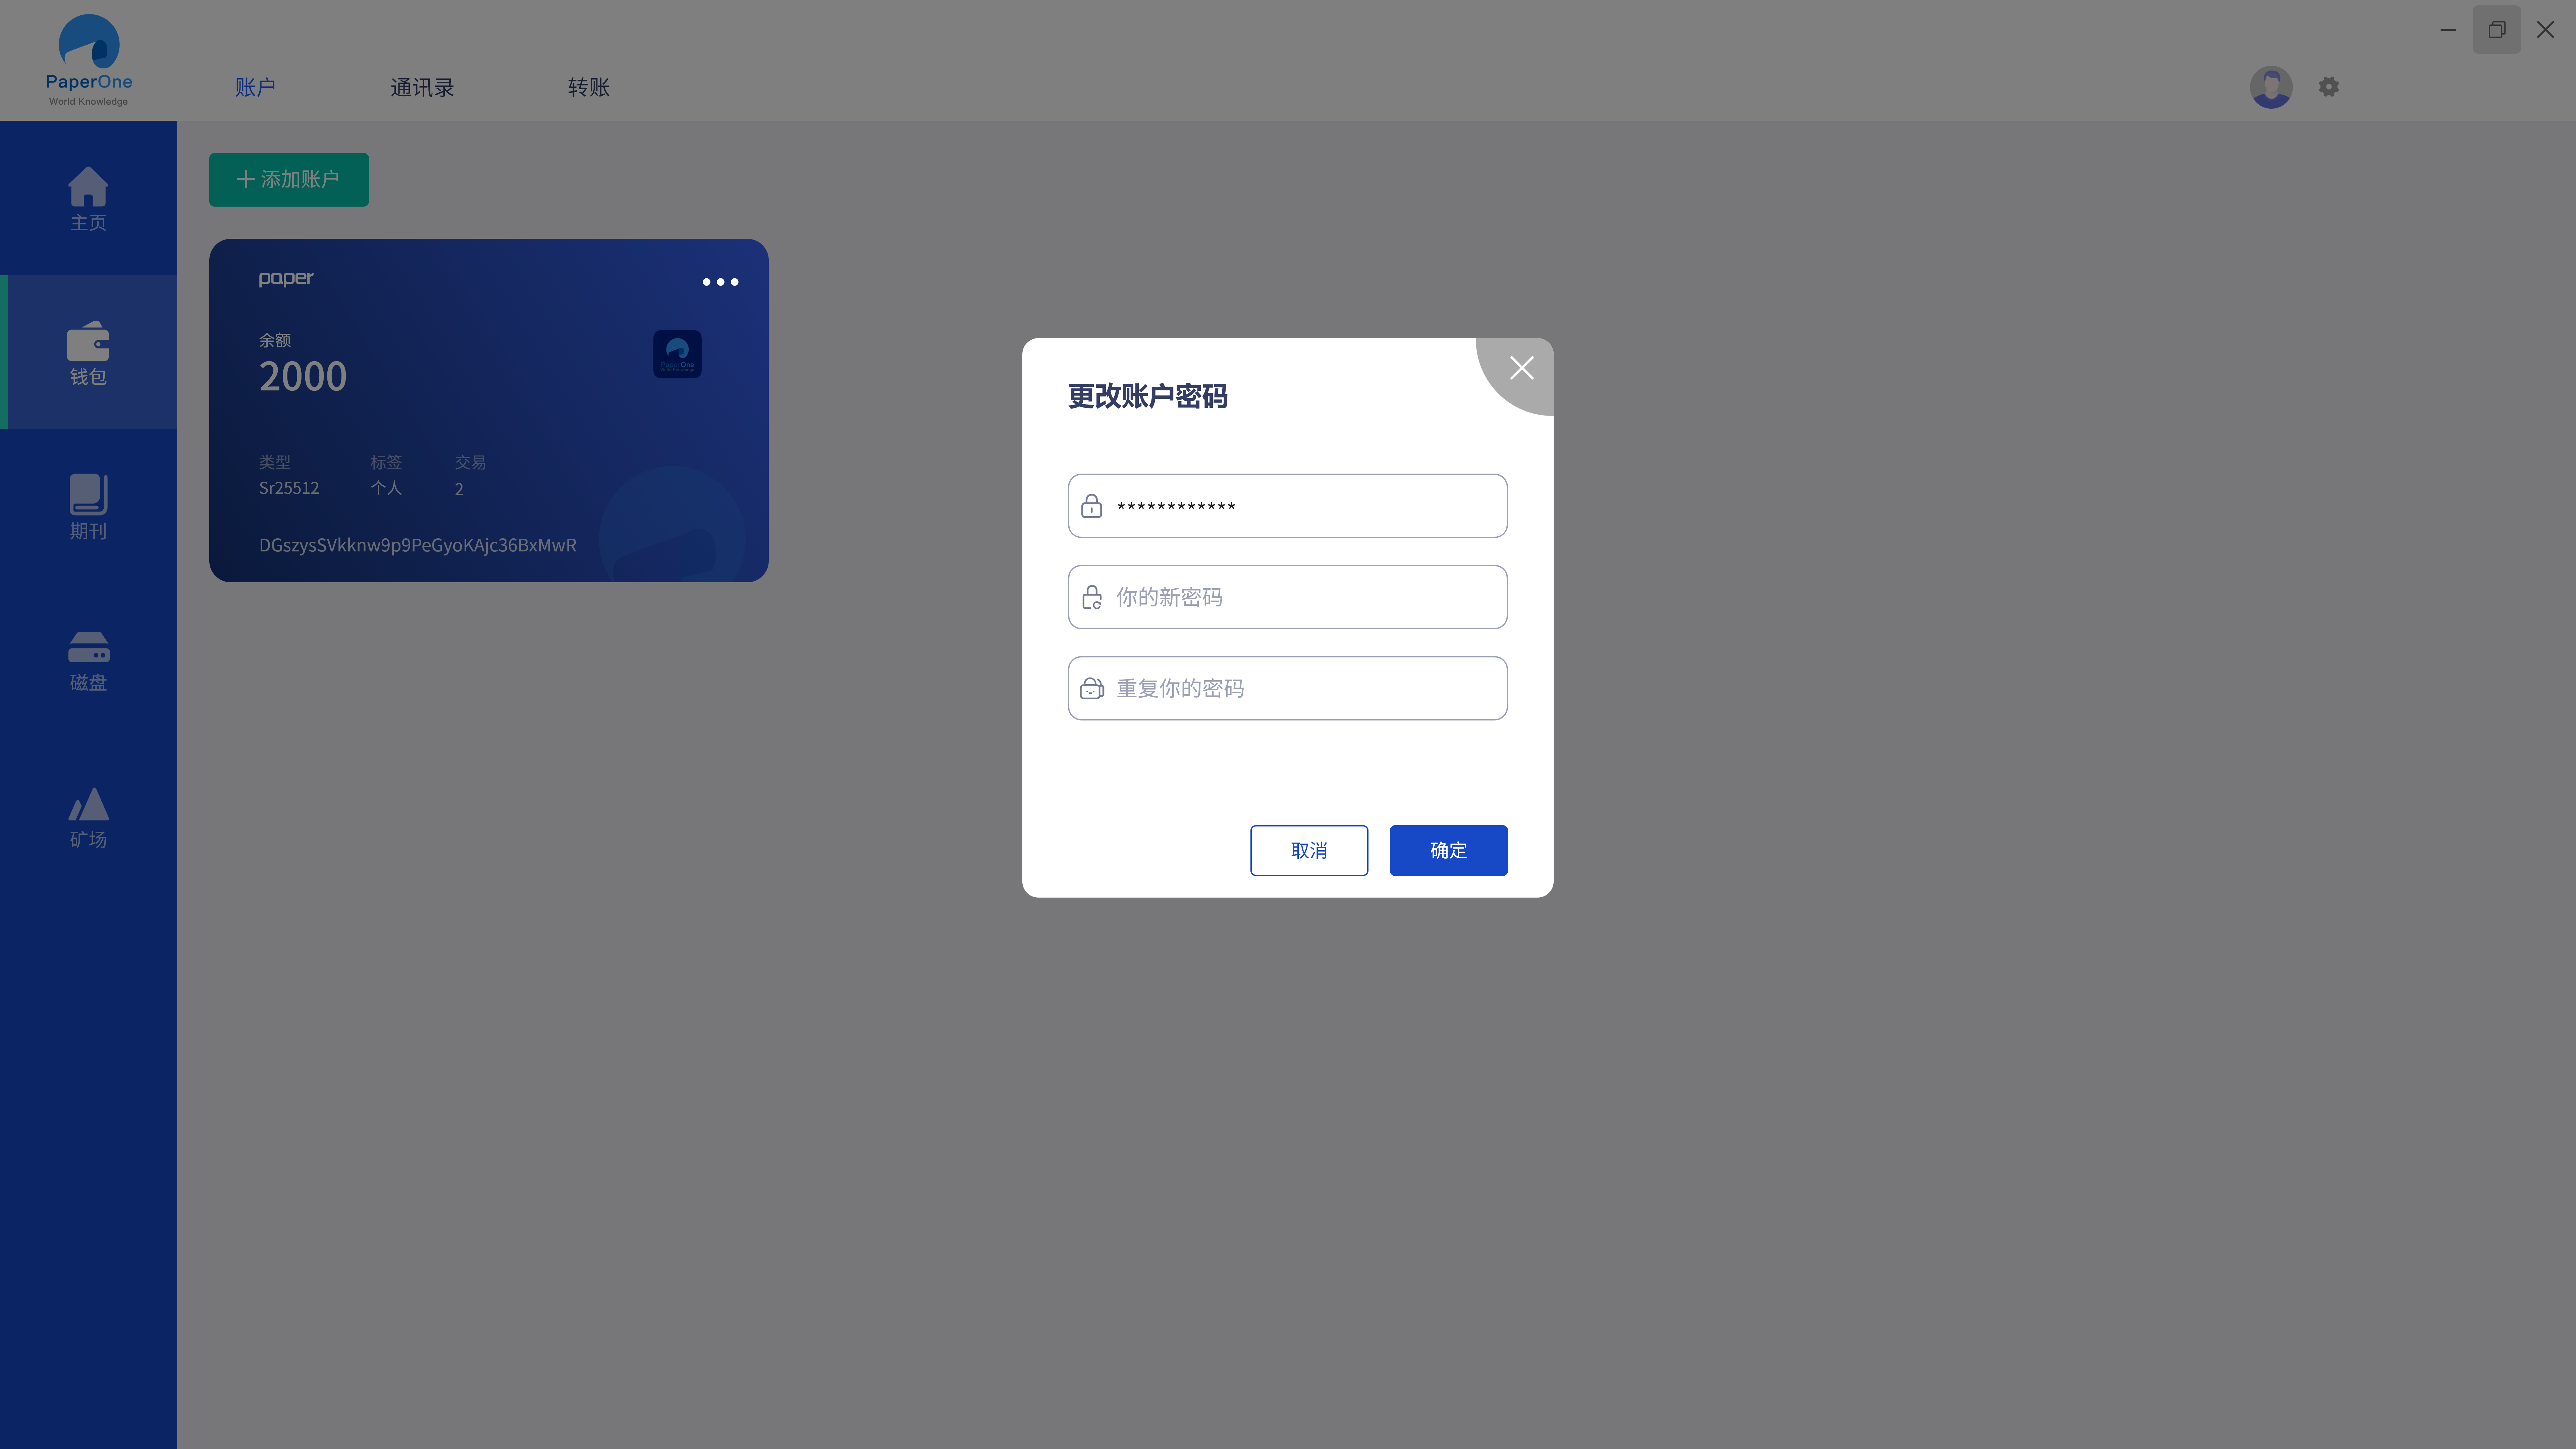 PaperOne
World Knowledge
账户
通讯录
转账
主页
钱包
期刊
磁盘
矿场
添加账户
paper
余额
2000
PaperOne
类型
标签
交易
Sr25512
个人
2
DGszysSVkknw9p9PeGyoKAjc36BxMwR
更改账户密码
************
你的新密码
重复你的密码
取消
确定